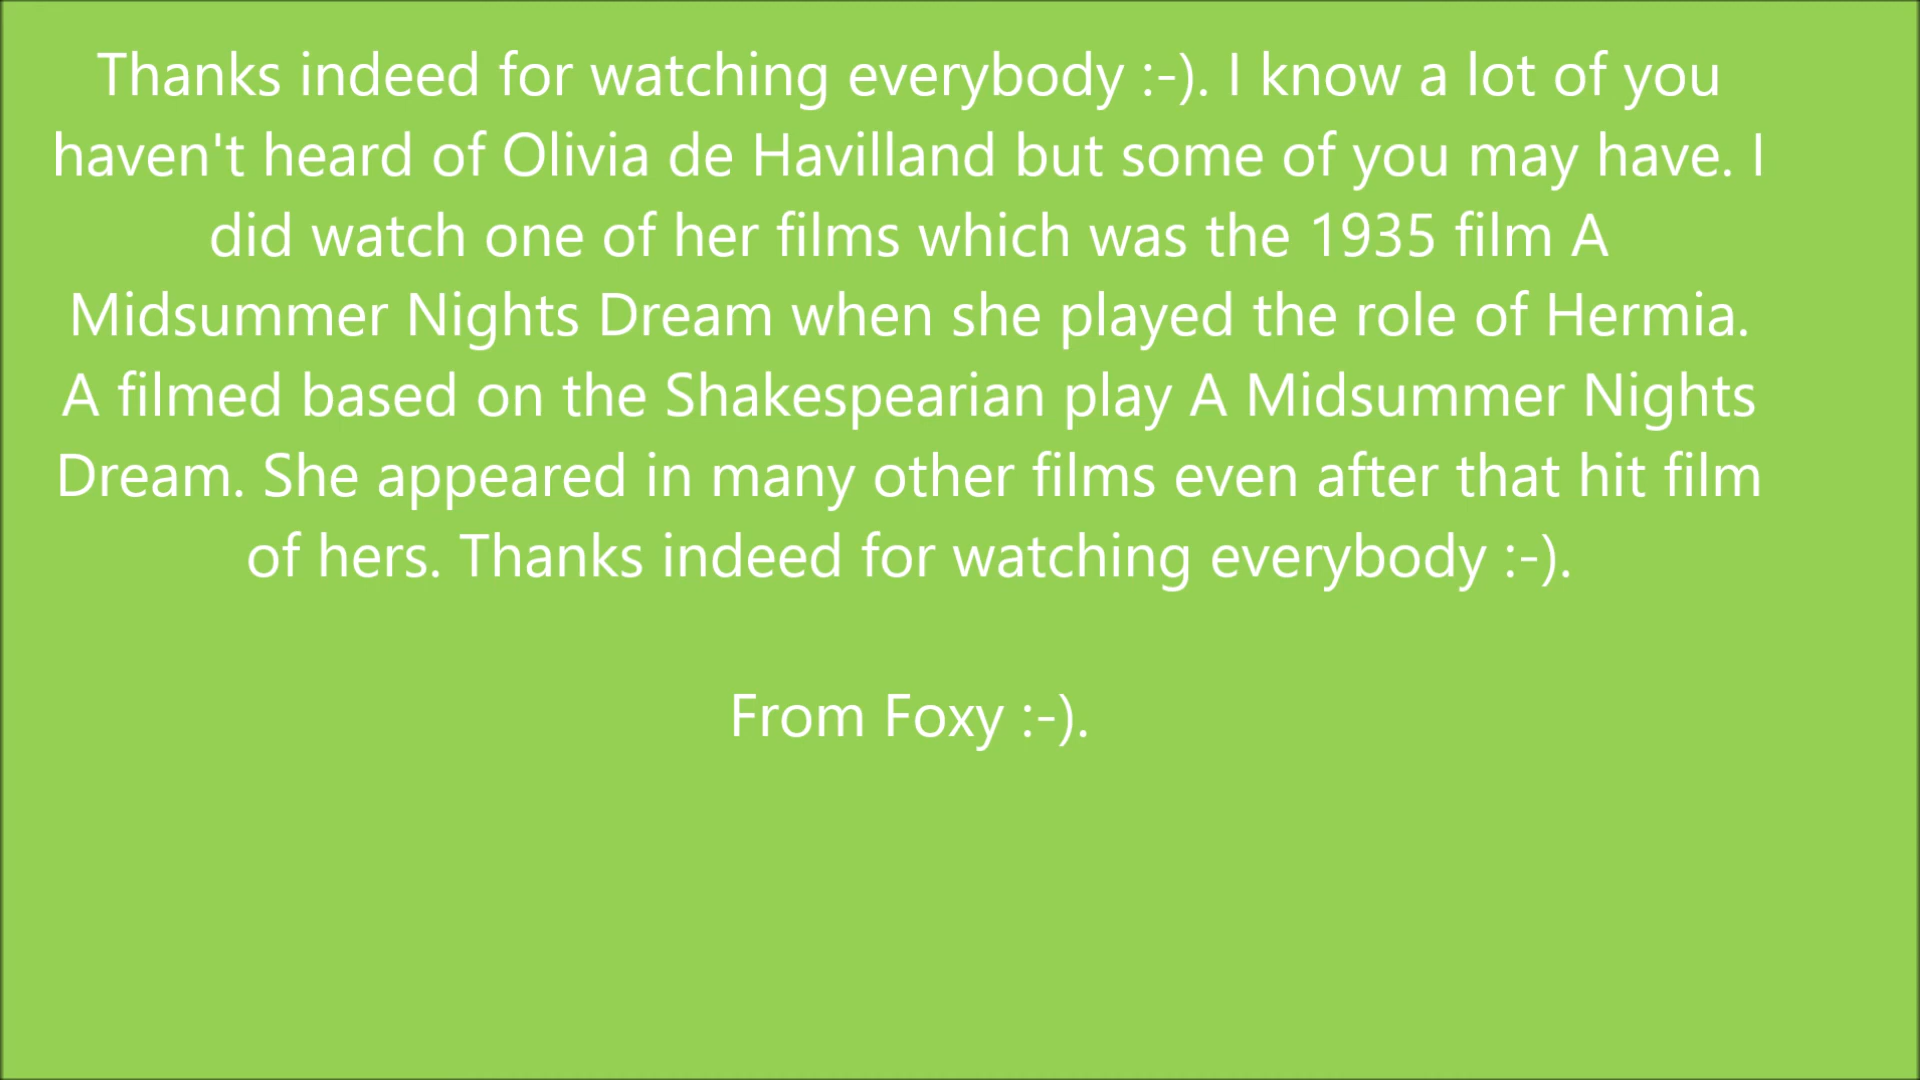 Thanks indeed for watching everybody :-). I know a lot of you
haven't heard of Olivia de Havilland but some of you may have. I
did watch one of her films which was the 1935 film A
Midsummer Nights Dream when she played the role of Hermia.
A filmed based on the Shakespearian play A Midsummer Nights
Dream. She appeared in many other films even after that hit film
of hers. Thanks indeed for watching everybody :-).
From Foxy :-).